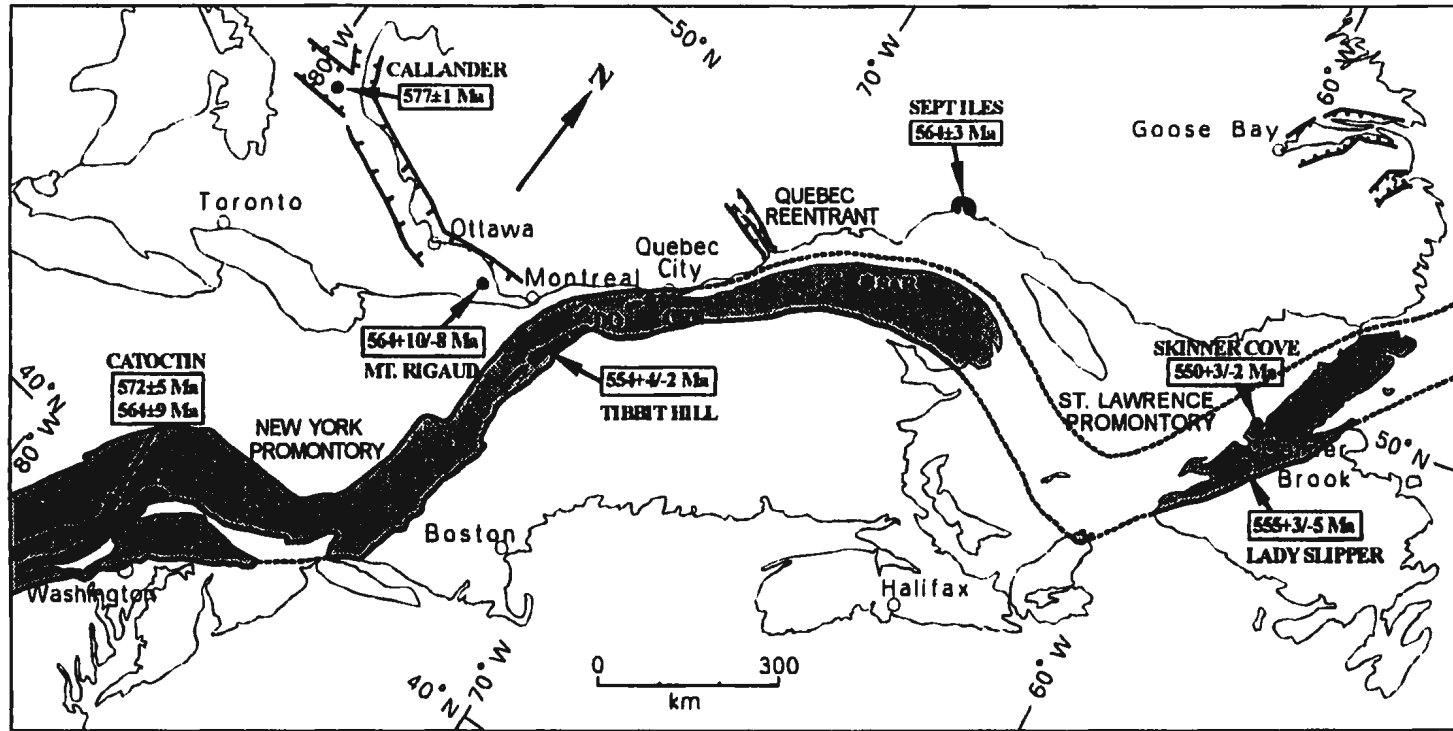 80° W
50° N
70° W
60°
CALLANDER
577±1 Ma
N
SEPT ILES
564±3 Ma
Goose Bay
Toronto
Ottawa
QUEBEC
REENTRANT
Quebec
City
Montreal
564+10/-8 Ma
MT. RIGAUD
CATOCTIN
572±5 Ma
564±9 Ma
40° N
80° W
NEW YORK
PROMONTORY
554+4/-2 Ma
TIBBIT HILL
SKINNER COVE
550+3/-2 Ma
ST. LAWRENCE
PROMONTORY
50° N
Brook
555+3/-5 Ma
LADY SLIPPER
Boston
Washington
Halifax
0 300
km
40° N
70° W
60° W